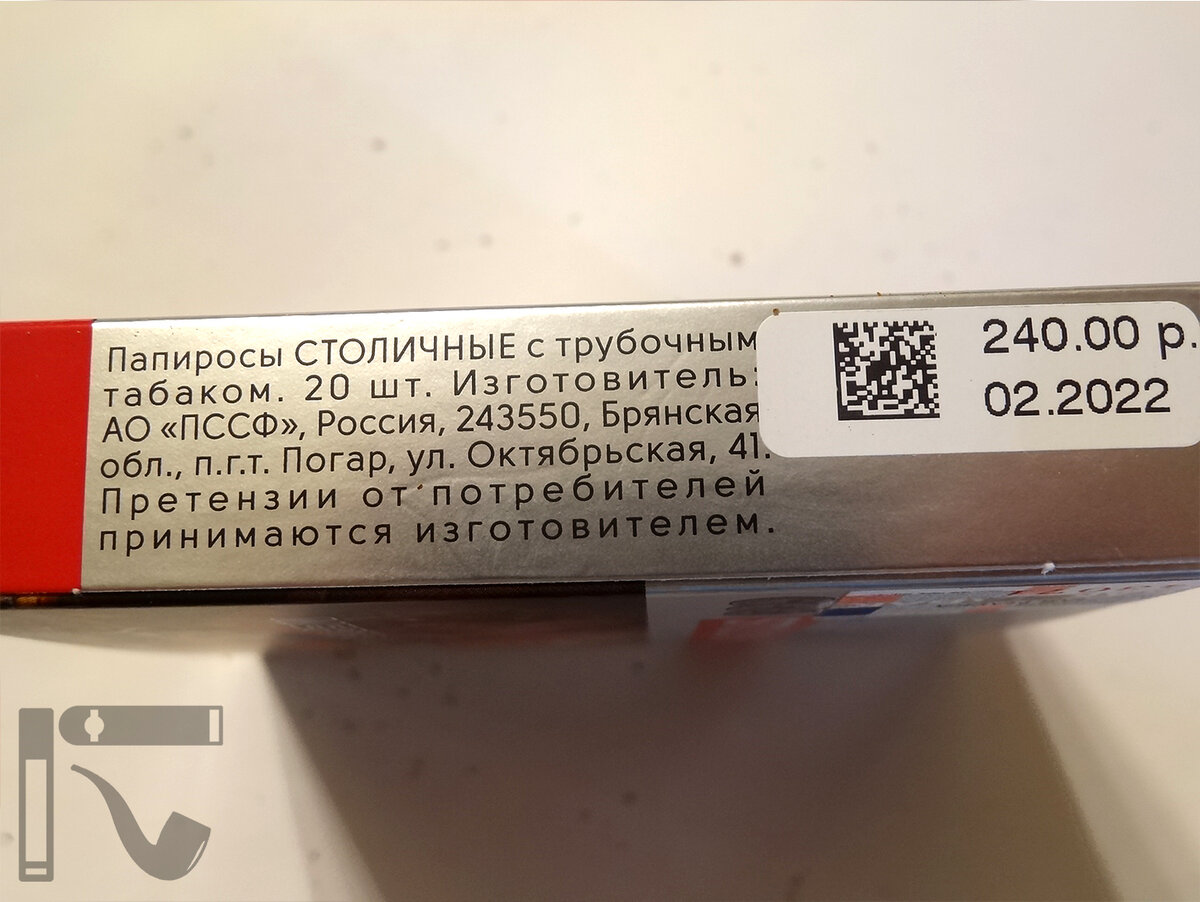 Папиросы СТОЛИЧНЫЕ с трубочным
табаком. 20 шт. Изготовитель:
АО «ПССФ», Россия, 243550, Брянская
обл., п.г.т. Погар, ул. Октябрьская, 41.
Претензии от потребителей
принимаются изготовителем.
240.00 р.
02.2022